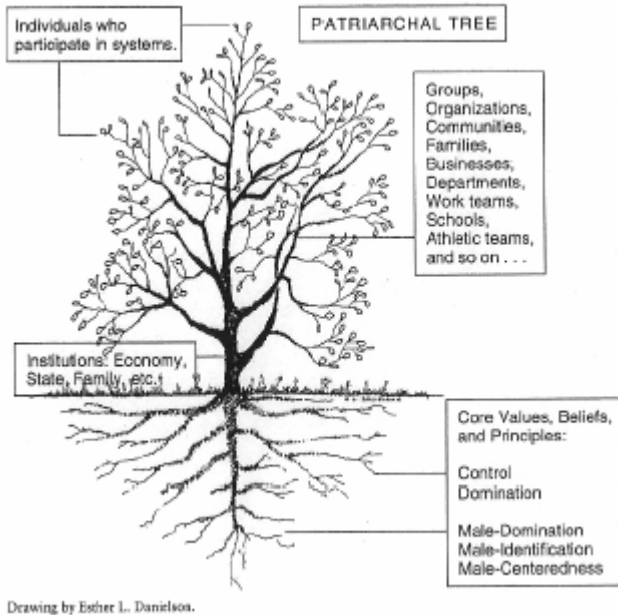 Individuals who
participate in systems.
PATRIARCHAL TREE
Groups,
Organizations,
Communities,
Families,
Businesses,
Departments,
Work teams,
Schools,
Athletic teams,
and so on . . .
Institutions: Economy,
State, Family, etc.
Core Values, Beliefs,
and Principles:
Control
Domination
Male-Domination
Male-Identification
Male-Centeredness
Drawing by Esther L. Danielson.